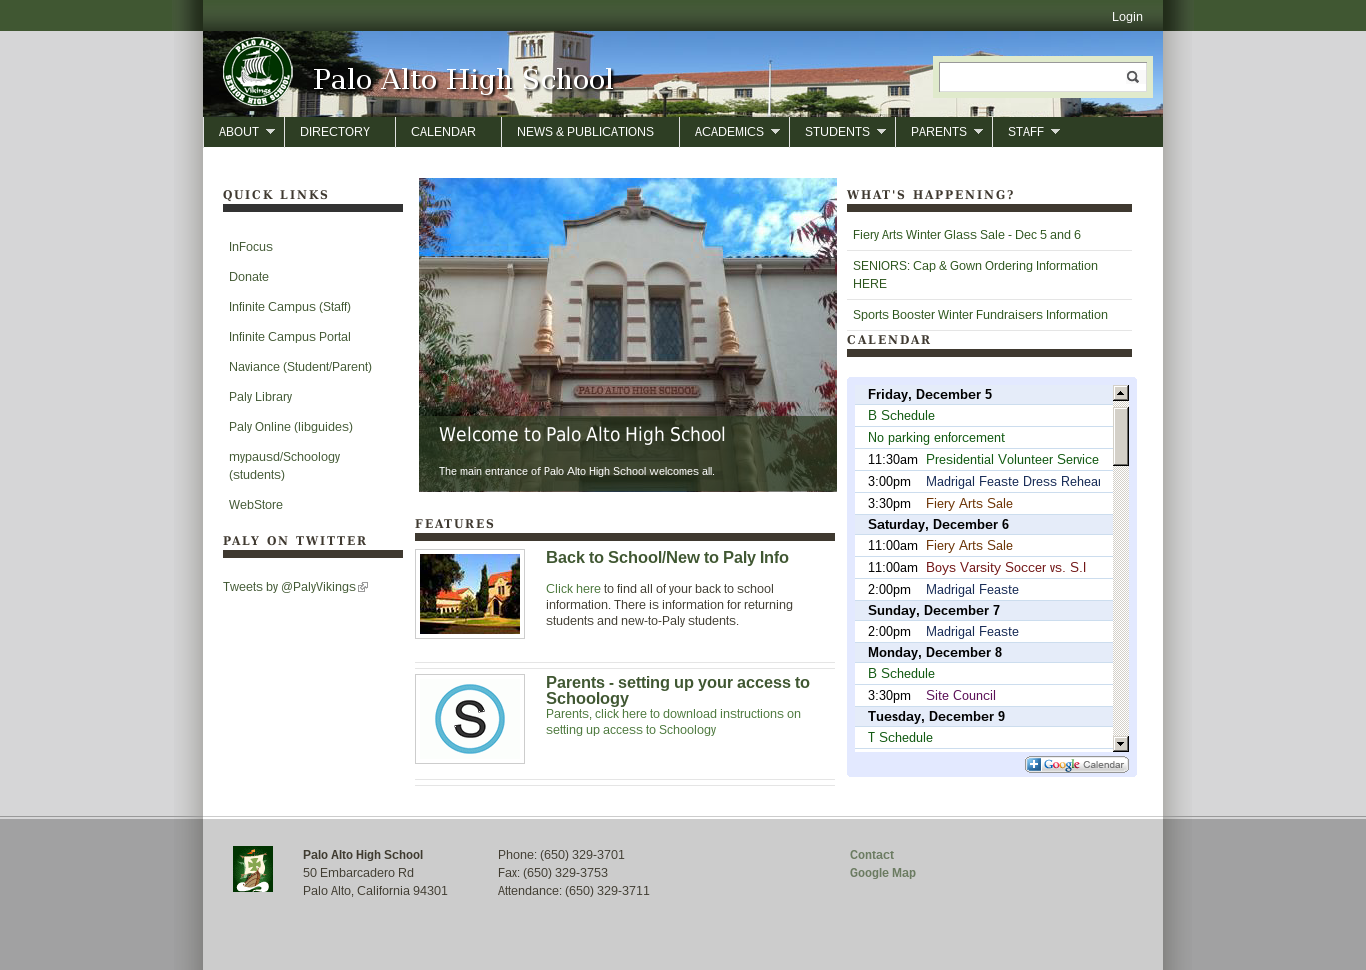 Login
PALO ALTO
Vikings
SENIOR HIGH SCHOOL
Palo Alto High School
ABOUT
DIRECTORY
CALENDAR
NEWS & PUBLICATIONS
ACADEMICS
STUDENTS
PARENTS
STAFF
QUICK LINKS
InFocus
Donate
Infinite Campus (Staff)
Infinite Campus Portal
Naviance (Student/Parent)
Paly Library
Paly Online (libguides)
mypausd/Schoology
(students)
WebStore
PALY ON TWITTER
Tweets by @PalyVikings
PALO ALTO HIGH SCHOOL
Welcome to Palo Alto High School
The main entrance of Palo Alto High School welcomes all.
FEATURES
Back to School/New to Paly Info
Click here to find all of your back to school
information. There is information for returning
students and new-to-Paly students.
S
Parents - setting up your access to
Schoology
Parents, click here to download instructions on
setting up access to Schoology
WHAT'S HAPPENING?
Fiery Arts Winter Glass Sale - Dec 5 and 6
SENIORS: Cap & Gown Ordering Information
HERE
Sports Booster Winter Fundraisers Information
CALENDAR
Friday, December 5
B Schedule
No parking enforcement
11:30am Presidential Volunteer Service
3:00pm Madrigal Feaste Dress Rehear
3:30pm Fiery Arts Sale
Saturday, December 6
11:00am Fiery Arts Sale
11:00am Boys Varsity Soccer vs. S.I
2:00pm Madrigal Feaste
Sunday, December 7
2:00pm Madrigal Feaste
Monday, December 8
B Schedule
3:30pm Site Council
Tuesday, December 9
T Schedule
Google Calendar
Palo Alto High School
50 Embarcadero Rd
Palo Alto, California 94301
Phone: (650) 329-3701
Fax: (650) 329-3753
Attendance: (650) 329-3711
Contact
Google Map